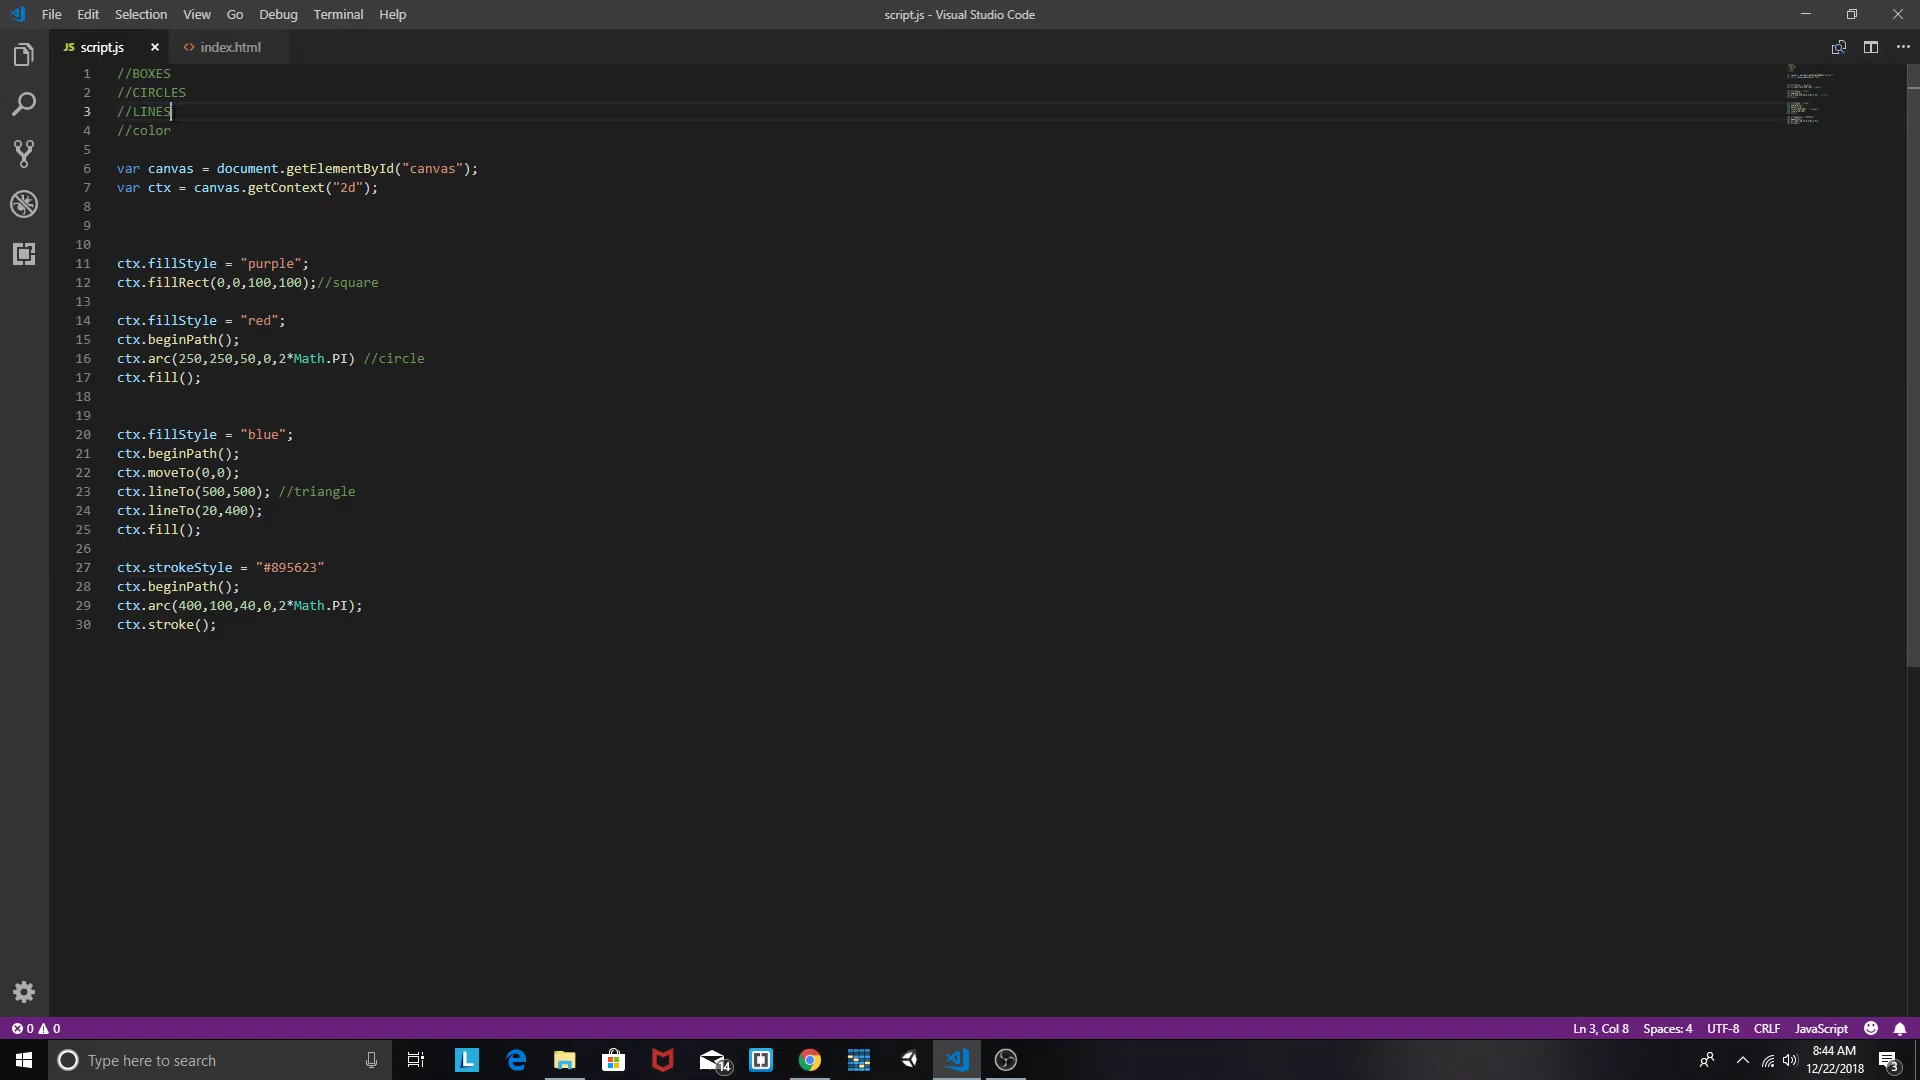 File Edit Selection View Go Debug Terminal Help
script.js - Visual Studio Code
JS script.js
index.html
1 //BOXES
2 //CIRCLES
3 //LINES
4 //color
5
6 var canvas = document.getElementById("canvas");
7 var ctx = canvas.getContext("2d");
8
9
10
11 ctx.fillStyle = "purple";
12 ctx.fillRect(0,0,100,100);//square
13
14 ctx.fillStyle = "red";
15 ctx.beginPath();
16 ctx.arc(250,250,50,0,2*Math.PI) //circle
17 ctx.fill();
18
19
20 ctx.fillStyle = "blue";
21 ctx.beginPath();
22 ctx.moveTo(0,0);
23 ctx.lineTo(500,500); //triangle
24 ctx.lineTo(20,400);
25 ctx.fill();
26
27 ctx.strokeStyle = "#895623"
28 ctx.beginPath();
29 ctx.arc(400,100,40,0,2*Math.PI);
30 ctx.stroke();
0 0
Ln 3, Col 8 Spaces: 4 UTF-8 CRLF JavaScript
Type here to search
L
14
8:44 AM
12/22/2018
3